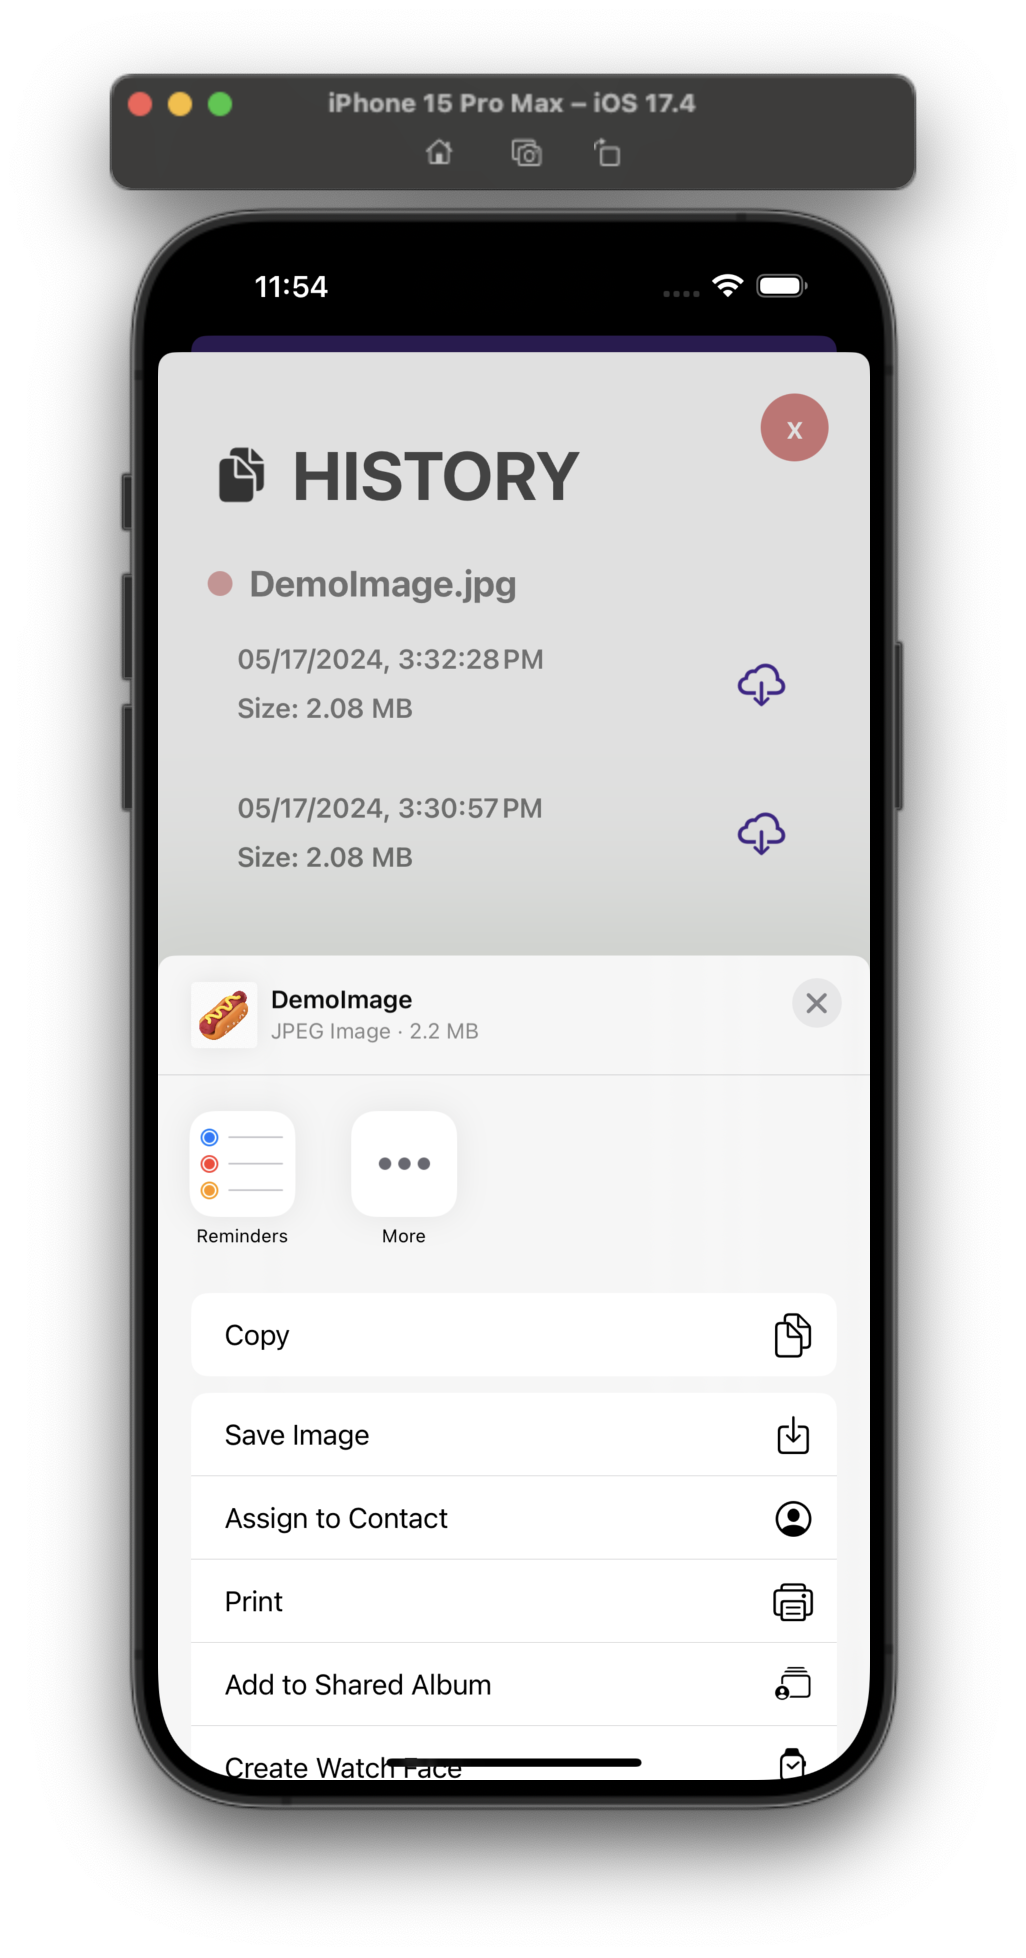 iPhone 15 Pro Max – iOS 17.4
11:54
x
HISTORY
DemoImage.jpg
05/17/2024, 3:32:28 PM
Size: 2.08 MB
05/17/2024, 3:30:57 PM
Size: 2.08 MB
DemoImage
JPEG Image · 2.2 MB
Reminders
More
Copy
Save Image
Assign to Contact
Print
Add to Shared Album
Create Watch Face